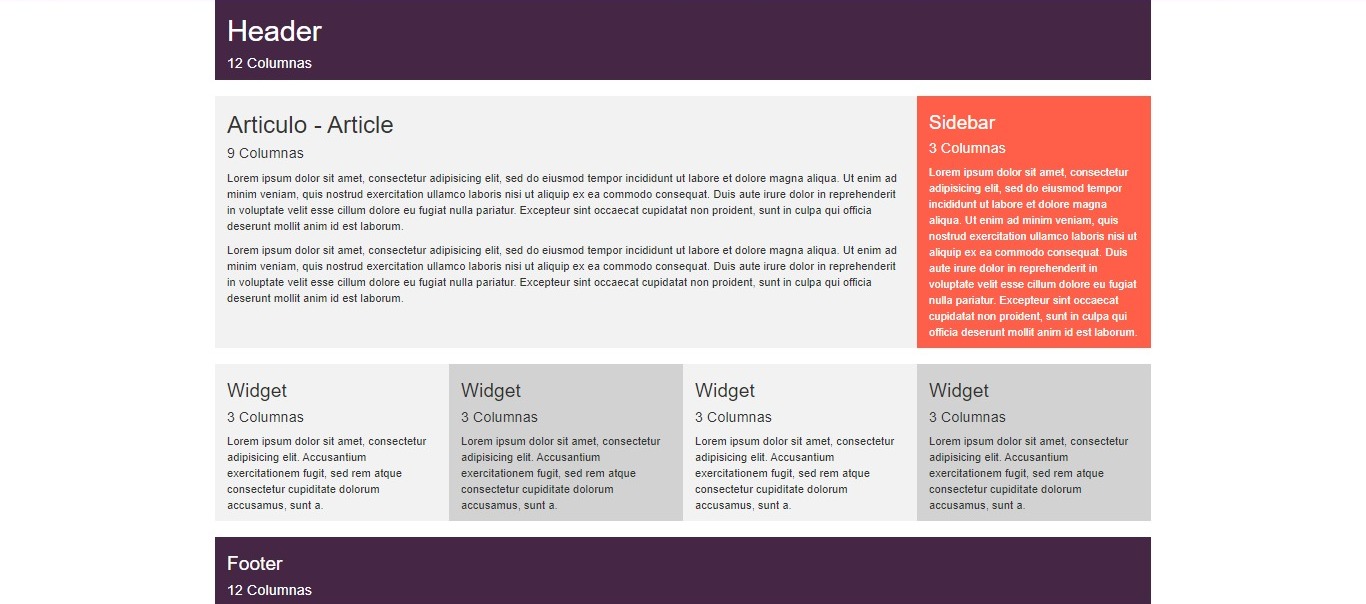 Header
12 Columnas
Articulo - Article
9 Columnas
Lorem ipsum dolor sit amet, consectetur adipisicing elit, sed do eiusmod tempor incididunt ut labore et dolore magna aliqua. Ut enim ad
minim veniam, quis nostrud exercitation ullamco laboris nisi ut aliquip ex ea commodo consequat. Duis aute irure dolor in reprehenderit
in voluptate velit esse cillum dolore eu fugiat nulla pariatur. Excepteur sint occaecat cupidatat non proident, sunt in culpa qui officia
deserunt mollit anim id est laborum.
Lorem ipsum dolor sit amet, consectetur adipisicing elit, sed do eiusmod tempor incididunt ut labore et dolore magna aliqua. Ut enim ad
minim veniam, quis nostrud exercitation ullamco laboris nisi ut aliquip ex ea commodo consequat. Duis aute irure dolor in reprehenderit
in voluptate velit esse cillum dolore eu fugiat nulla pariatur. Excepteur sint occaecat cupidatat non proident, sunt in culpa qui officia
deserunt mollit anim id est laborum.
Sidebar
3 Columnas
Lorem ipsum dolor sit amet, consectetur
adipisicing elit, sed do eiusmod tempor
incididunt ut labore et dolore magna
aliqua. Ut enim ad minim veniam, quis
nostrud exercitation ullamco laboris nisi ut
aliquip ex ea commodo consequat. Duis
aute irure dolor in reprehenderit in
voluptate velit esse cillum dolore eu fugiat
nulla pariatur. Excepteur sint occaecat
cupidatat non proident, sunt in culpa qui
officia deserunt mollit anim id est laborum.
Widget
3 Columnas
Lorem ipsum dolor sit amet, consectetur
adipisicing elit. Accusantium
exercitationem fugit, sed rem atque
consectetur cupiditate dolorum
accusamus, sunt a.
Widget
3 Columnas
Lorem ipsum dolor sit amet, consectetur
adipisicing elit. Accusantium
exercitationem fugit, sed rem atque
consectetur cupiditate dolorum
accusamus, sunt a.
Widget
3 Columnas
Lorem ipsum dolor sit amet, consectetur
adipisicing elit. Accusantium
exercitationem fugit, sed rem atque
consectetur cupiditate dolorum
accusamus, sunt a.
Widget
3 Columnas
Lorem ipsum dolor sit amet, consectetur
adipisicing elit. Accusantium
exercitationem fugit, sed rem atque
consectetur cupiditate dolorum
accusamus, sunt a.
Footer
12 Columnas